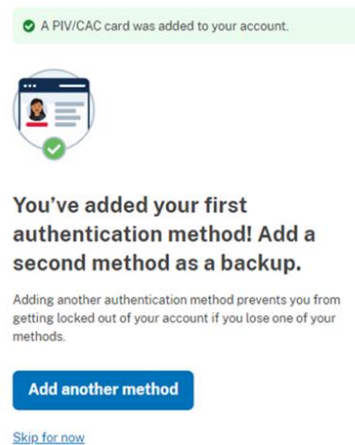 A PIV/CAC card was added to your account.
You’ve added your first
authentication method! Add a
second method as a backup.
Adding another authentication method prevents you from
getting locked out of your account if you lose one of your
methods.
Add another method
Skip for now